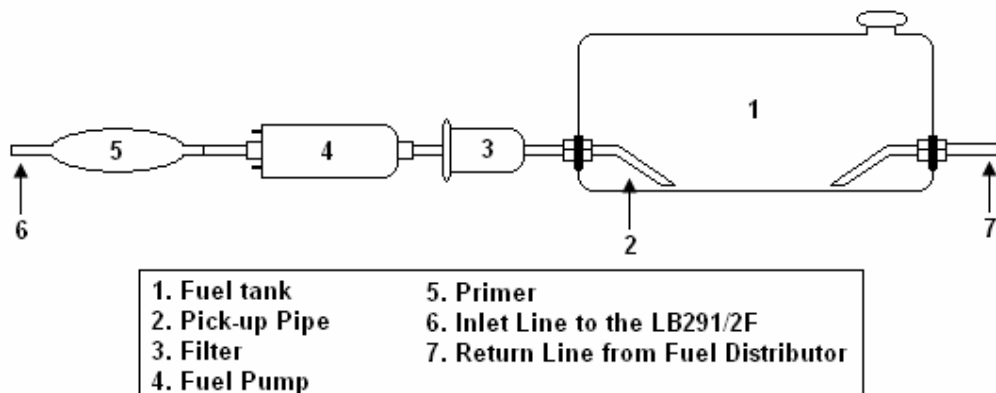 1
5
4
3
6
2
7
1. Fuel tank
2. Pick-up Pipe
3. Filter
4. Fuel Pump
5. Primer
6. Inlet Line to the LB291/2F
7. Return Line from Fuel Distributor